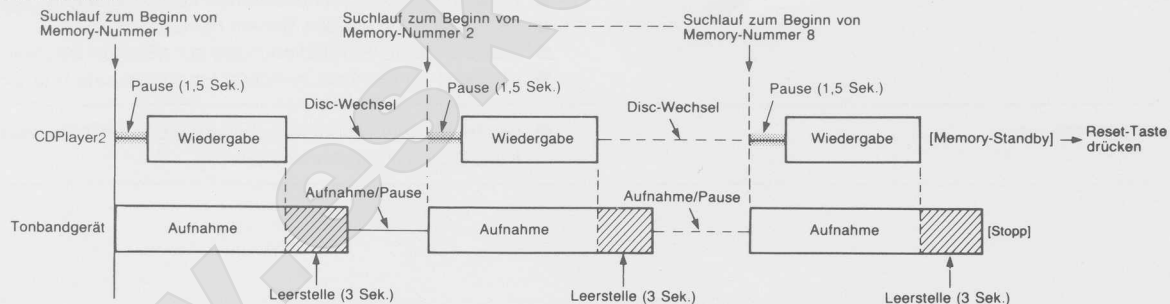 Suchlauf zum Beginn von
Memory-Nummer 1
Suchlauf zum Beginn von
Memory-Nummer 2
Suchlauf zum Beginn von
Memory-Nummer 8
Pause (1,5 Sek.)
Disc-Wechsel
Pause (1,5 Sek.)
Disc-Wechsel
Pause (1,5 Sek.)
CDPlayer2
Wiedergabe
Wiedergabe
Wiedergabe
[Memory-Standby]
Reset-Taste
drücken
Aufnahme/Pause
Aufnahme/Pause
Tonbandgerät
Aufnahme
Aufnahme
Aufnahme
[Stopp]
Leerstelle (3 Sek.)
Leerstelle (3 Sek.)
Leerstelle (3 Sek.)